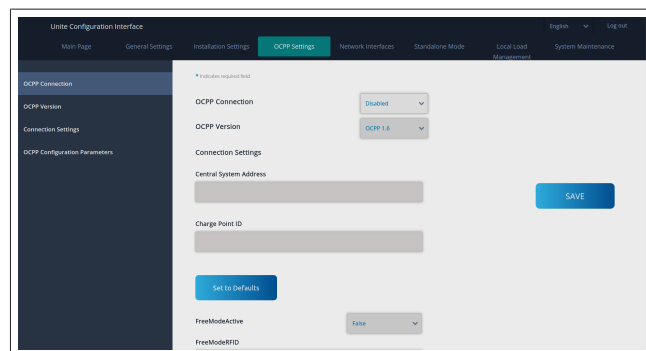 Unite Configuration Interface
English
Log out
Main Page
General Settings
Installation Settings
OCPP Settings
Network Interfaces
Standalone Mode
Local Load
Management
System Maintenance
OCPP Connection
OCPP Version
Connection Settings
OCPP Configuration Parameters
* Indicates required field.
OCPP Connection
Disabled
OCPP Version
OCPP 1.6
Connection Settings
Central System Address
SAVE
Charge Point ID
Set to Defaults
FreeModeActive
False
FreeModeRFID